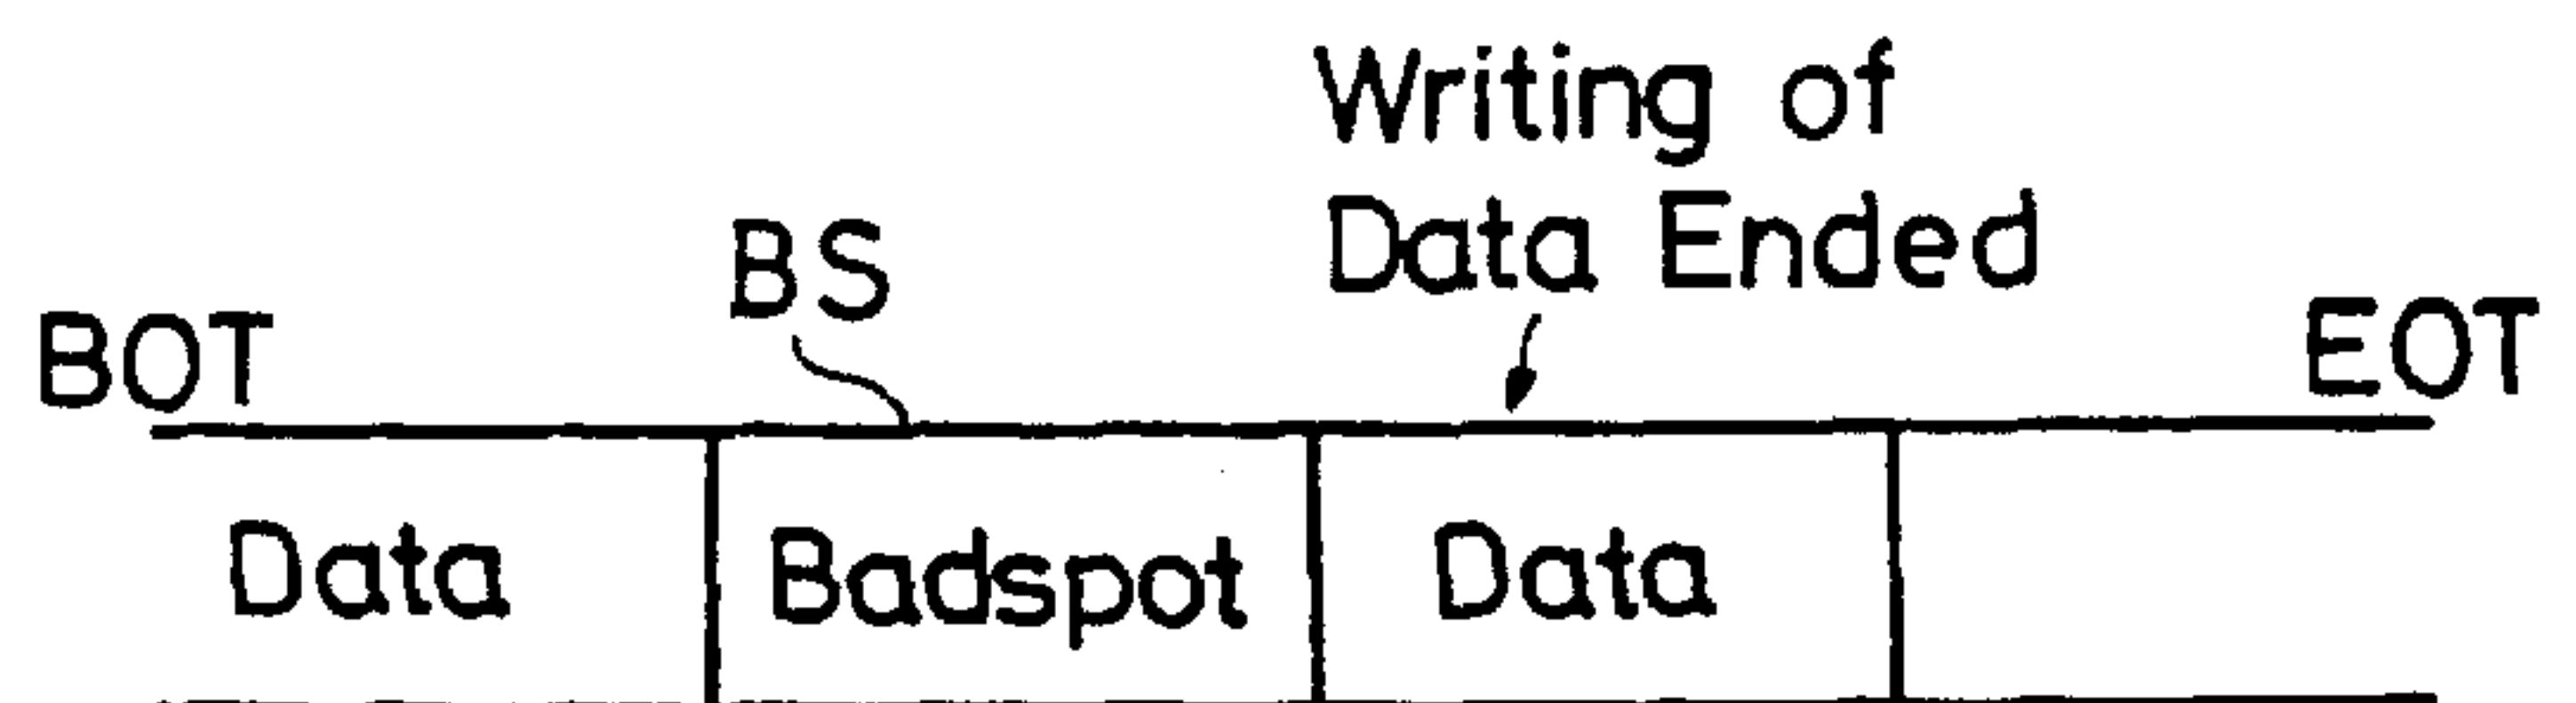 Writing of
Data Ended
BS
BOT
EOT
Data
Badspot
Data